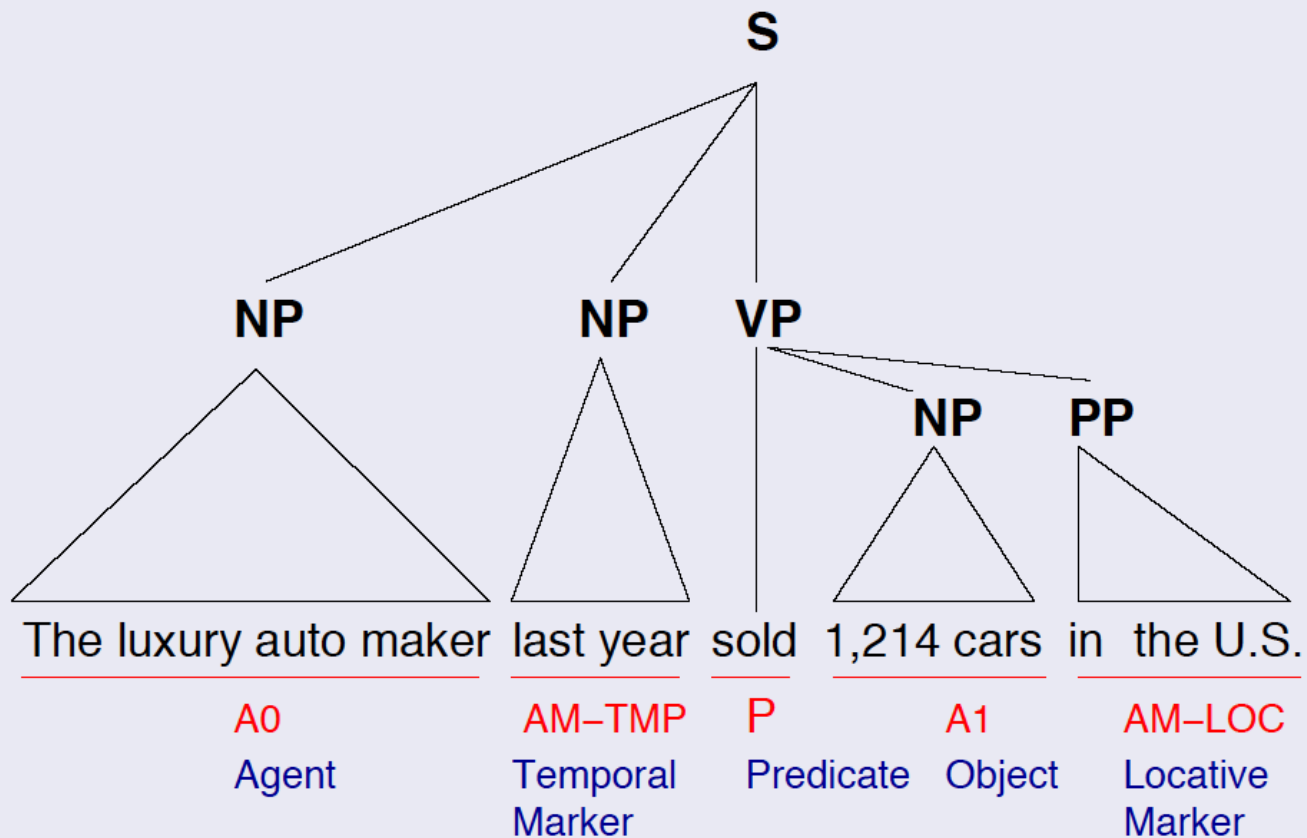 S
NP NP VP
NP PP
The luxury auto maker last year sold 1,214 cars in the U.S.
A0 AM–TMP P A1 AM–LOC
Agent Temporal Marker Predicate Object Locative Marker